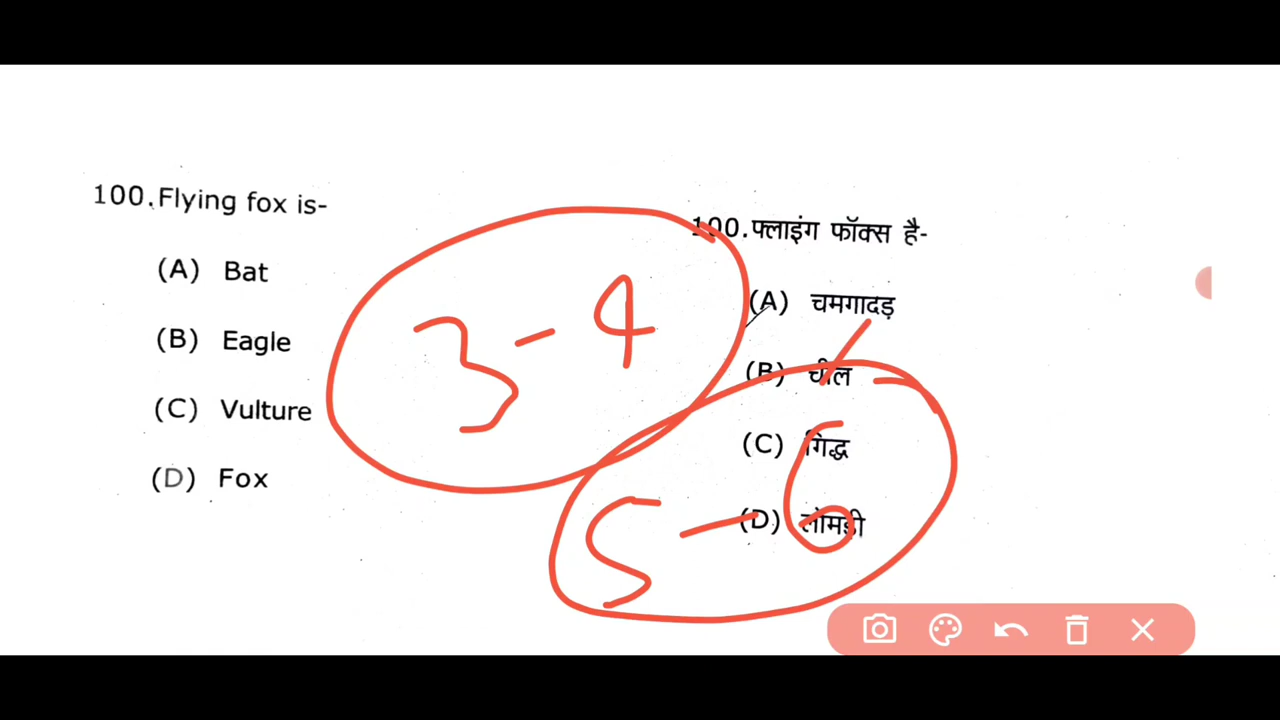 100. Flying fox is-
(A) Bat
(B) Eagle
(C) Vulture
(D) Fox
100. फ्लाइंग फॉक्स है-
(A) चमगादड़
(B) चील
(C) गिद्ध
(D) लोमड़ी
3-4
5-6